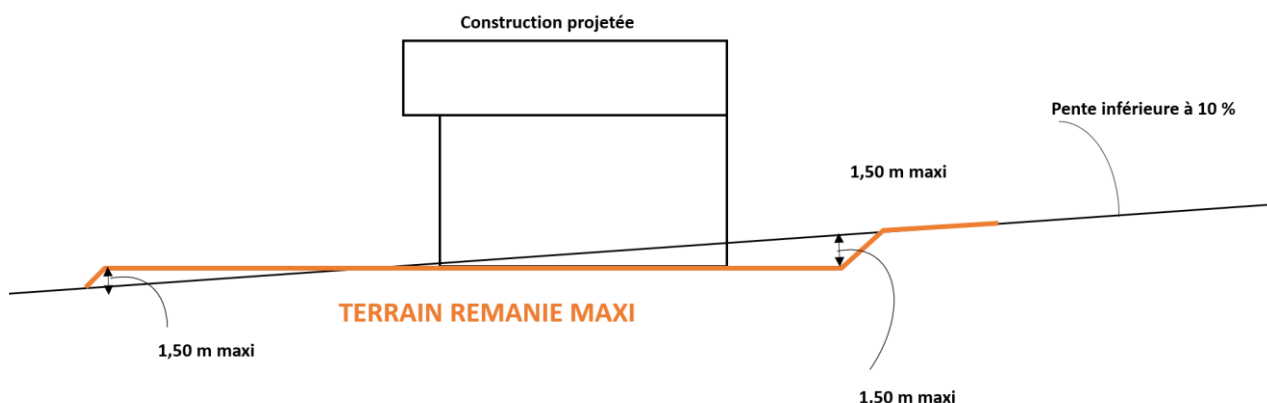 Construction projetée
Pente inférieure à 10 %
1,50 m maxi
TERRAIN REMANIE MAXI
1,50 m maxi
1,50 m maxi